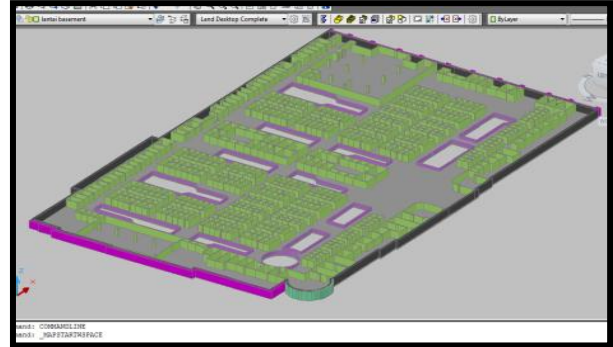 lantai basement
Land Desktop Complete
ByLayer
mand: COMMANDLINE
mand: _MAPSTARTWSPACE